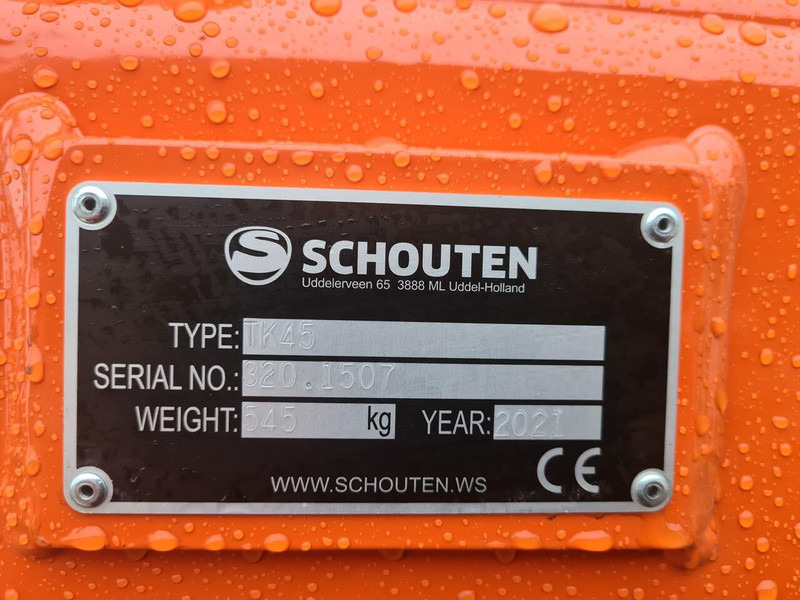 S SCHOUTEN
Uddelerveen 65 3888 ML Uddel-Holland
TYPE: TK45
SERIAL NO.: 320.1507
WEIGHT: 545 kg YEAR: 2021
WWW.SCHOUTEN.WS CE